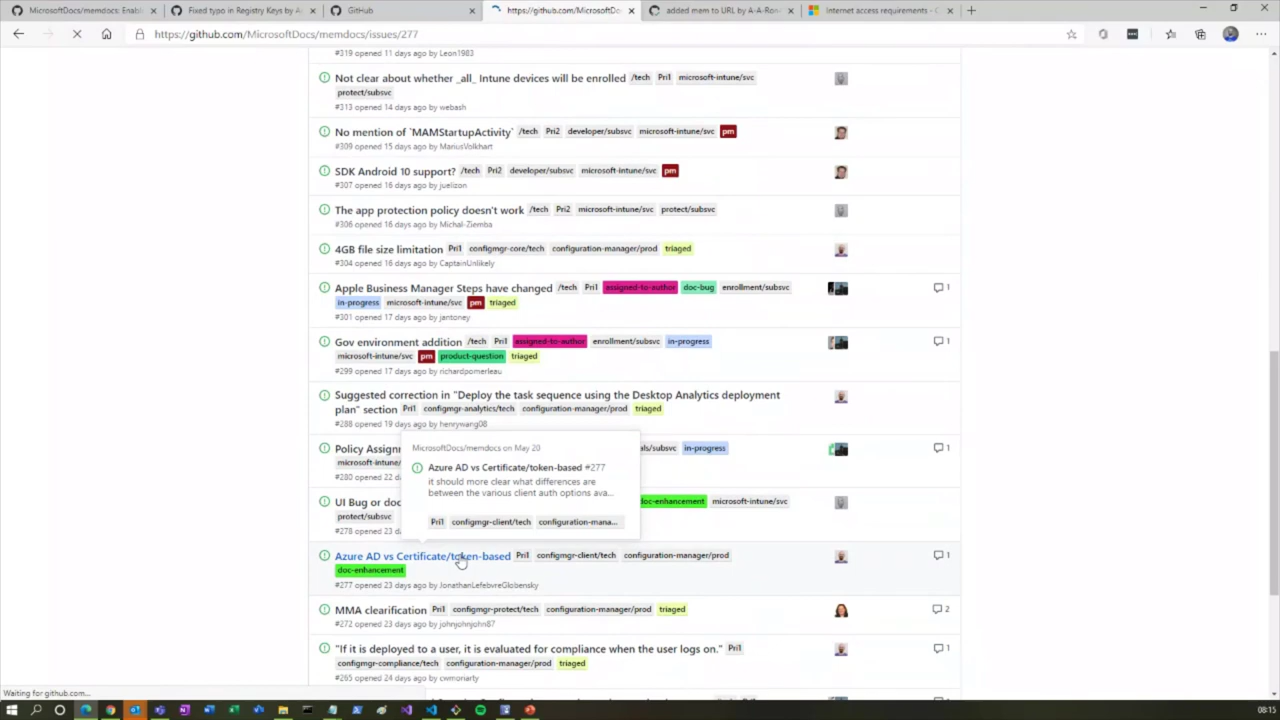 MicrosoftDocs/memdocs: Enabli
Fixed typo in Registry Keys by A
GitHub
https://github.com/MicrosoftDo
added mem to URL by A-A-Ron
Internet access requirements - C
https://github.com/MicrosoftDocs/memdocs/issues/277
#319 opened 14 days ago by Leon1983
Not clear about whether _all_ Intune devices will be enrolled /tech Pri1 microsoft-intune/svc
protect/subsvc
#313 opened 14 days ago by webash
No mention of `MAMStartupActivity` /tech Pri2 developer/subsvc microsoft-intune/svc pm
#309 opened 15 days ago by MariusVolkhart
SDK Android 10 support? /tech Pri2 developer/subsvc microsoft-intune/svc pm
#307 opened 16 days ago by juelizon
The app protection policy doesn't work /tech Pri2 microsoft-intune/svc protect/subsvc
#306 opened 16 days ago by Michal-Ziemba
4GB file size limitation Pri1 configmgr-core/tech configuration-manager/prod triaged
#304 opened 16 days ago by CaptainUnlikely
Apple Business Manager Steps have changed /tech Pri1 assigned-to-author doc-bug enrollment/subsvc
1
in-progress microsoft-intune/svc pm triaged
#301 opened 17 days ago by jantoney
Gov environment addition /tech Pri1 assigned-to-author enrollment/subsvc in-progress
1
microsoft-intune/svc pm product-question triaged
#299 opened 17 days ago by richardpomerleau
Suggested correction in "Deploy the task sequence using the Desktop Analytics deployment
plan" section Pri1 configmgr-analytics/tech configuration-manager/prod triaged
#288 opened 19 days ago by henrywang08
Policy Assignm
als/subsvc in-progress
1
microsoft-intune/
#280 opened 22 d
UI Bug or doc
doc-enhancement microsoft-intune/svc
protect/subsvc
#278 opened 23 d
MicrosoftDocs/memdocs on May 20
Azure AD vs Certificate/token-based #277
it should more clear what differences are
between the various client auth options ava...
Pri1 configmgr-client/tech configuration-mana...
Azure AD vs Certificate/token-based Pri1 configmgr-client/tech configuration-manager/prod
1
doc-enhancement
#277 opened 23 days ago by JonathanLefebvreGlobensky
MMA clearification Pri1 configmgr-protect/tech configuration-manager/prod triaged
2
#272 opened 23 days ago by johnjohnjohn87
"If it is deployed to a user, it is evaluated for compliance when the user logs on." Pri1
1
configmgr-compliance/tech configuration-manager/prod triaged
#265 opened 24 days ago by cwmoriarty
Waiting for github.com...
08:15